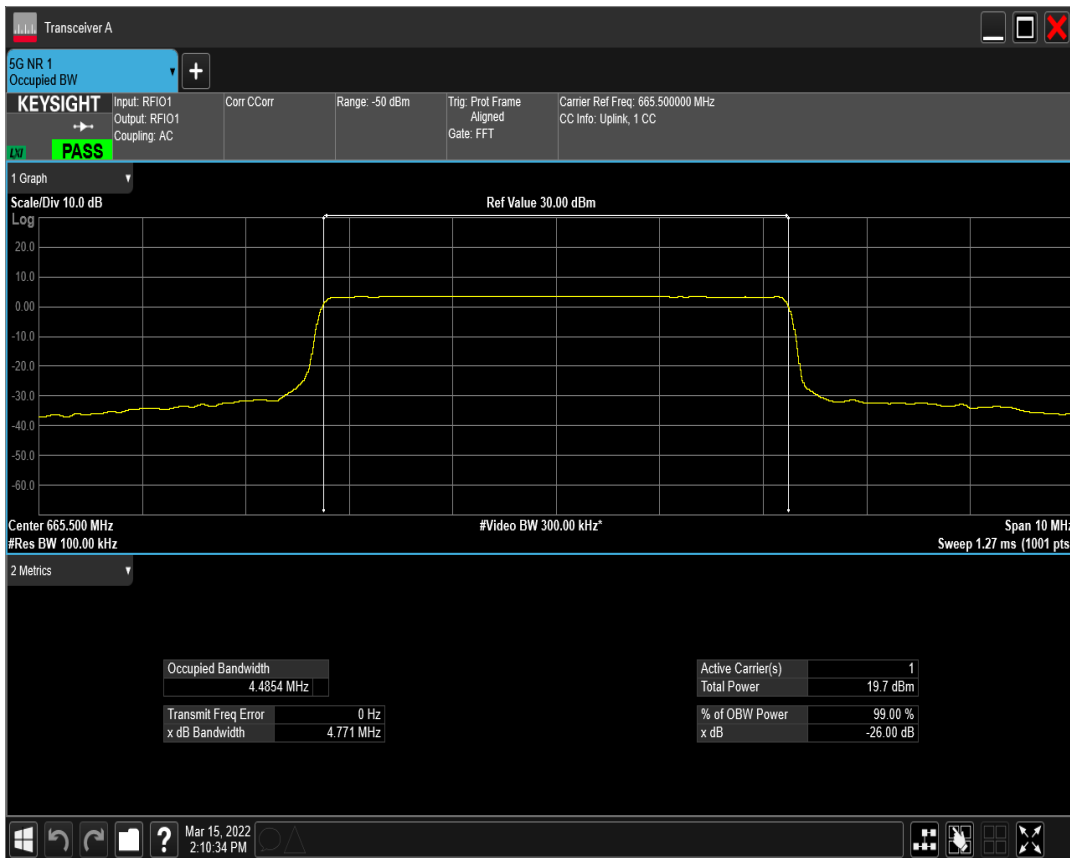 Transceiver A
5G NR 1
Occupied BW
KEYSIGHT
LXI
PASS
Input: RFIO1
Output: RFIO1
Coupling: AC
Corr CCorr
Range: -50 dBm
Trig: Prot Frame
Aligned
Gate: FFT
Carrier Ref Freq: 665.500000 MHz
CC Info: Uplink, 1 CC
1 Graph
Scale/Div 10.0 dB
Ref Value 30.00 dBm
Log
20.0
10.0
0.00
-10.0
-20.0
-30.0
-40.0
-50.0
-60.0
Center 665.500 MHz
#Video BW 300.00 kHz*
Span 10 MHz
#Res BW 100.00 kHz
Sweep 1.27 ms (1001 pts
2 Metrics
Occupied Bandwidth
4.4854 MHz
Transmit Freq Error 0 Hz
x dB Bandwidth 4.771 MHz
Active Carrier(s) 1
Total Power 19.7 dBm
% of OBW Power 99.00 %
x dB -26.00 dB
?
Mar 15, 2022
2:10:34 PM